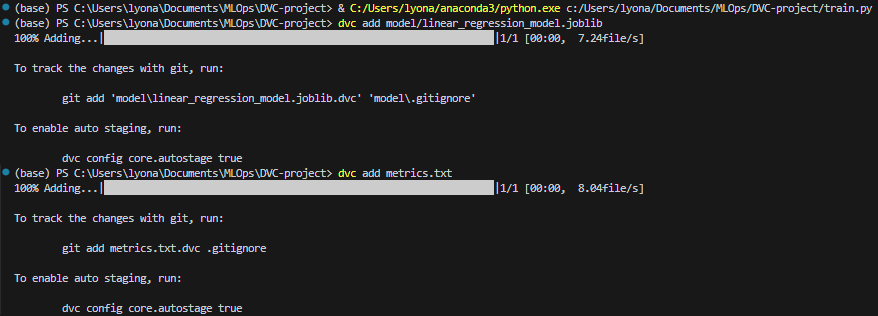 (base) PS C:\Users\lyona\Documents\MLOps\DVC-project> & C:/Users/lyona/anaconda3/python.exe c:/Users/lyona/Documents/MLOps/DVC-project/train.py
(base) PS C:\Users\lyona\Documents\MLOps\DVC-project> dvc add model/linear_regression_model.joblib
100% Adding...| |1/1 [00:00, 7.24file/s]
To track the changes with git, run:
git add 'model\linear_regression_model.joblib.dvc' 'model\.gitignore'
To enable auto staging, run:
dvc config core.autostage true
(base) PS C:\Users\lyona\Documents\MLOps\DVC-project> dvc add metrics.txt
100% Adding...| |1/1 [00:00, 8.04file/s]
To track the changes with git, run:
git add metrics.txt.dvc .gitignore
To enable auto staging, run:
dvc config core.autostage true